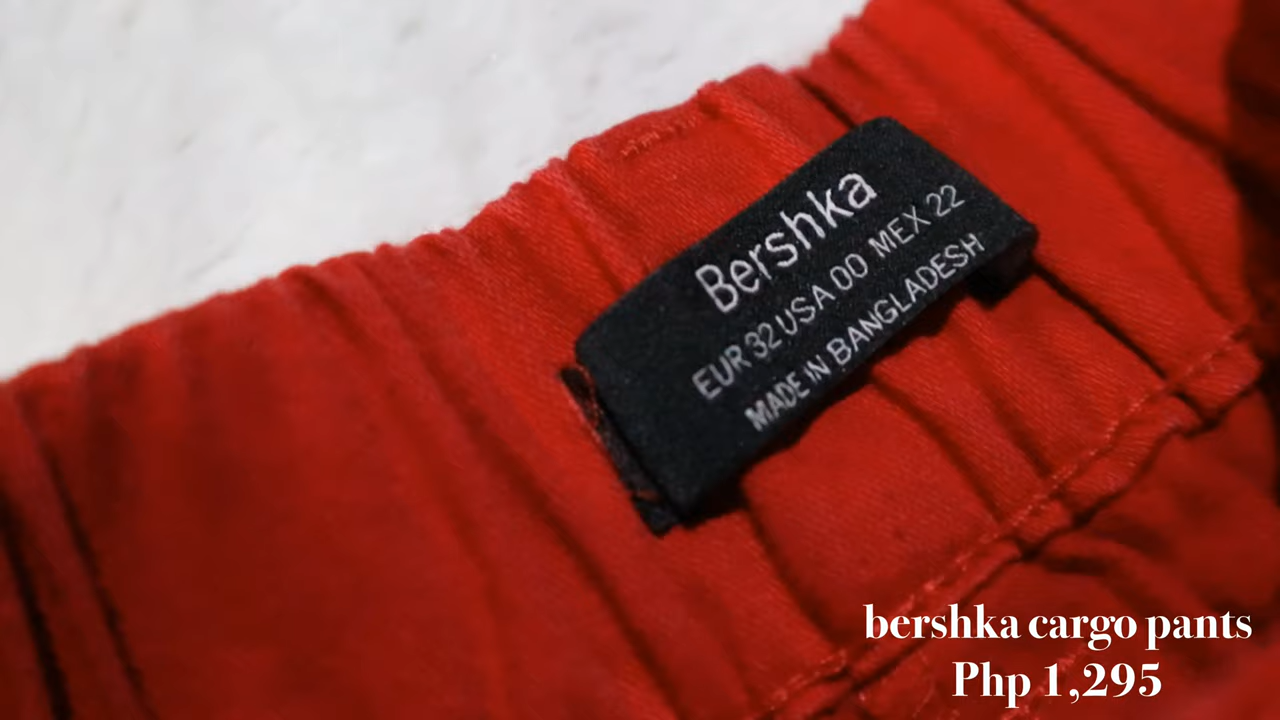 Bershka
EUR 32 USA 00 MEX 22
MADE IN BANGLADESH
bershka cargo pants
Php 1,295